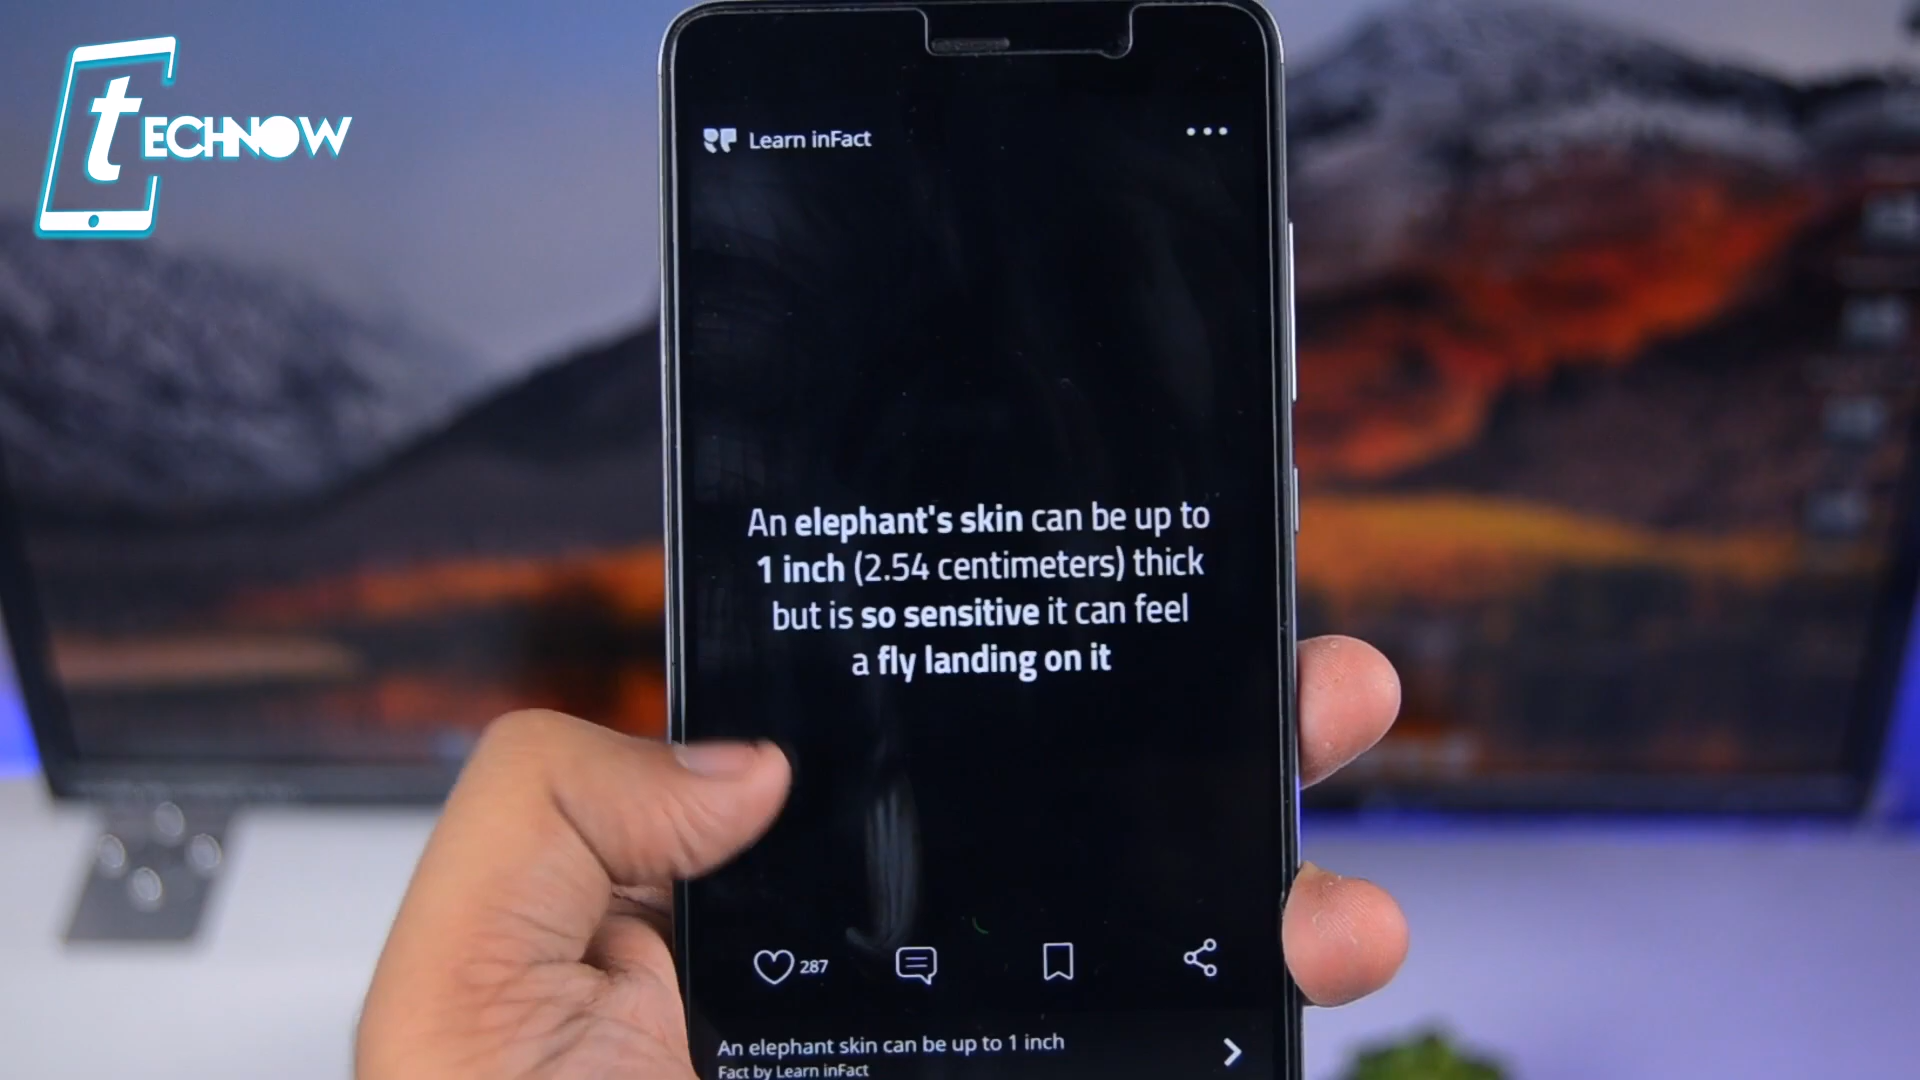 tECHNOW
Learn inFact
An elephant's skin can be up to
1 inch (2.54 centimeters) thick
but is so sensitive it can feel
a fly landing on it
287
An elephant skin can be up to 1 inch
Fact by Learn inFact